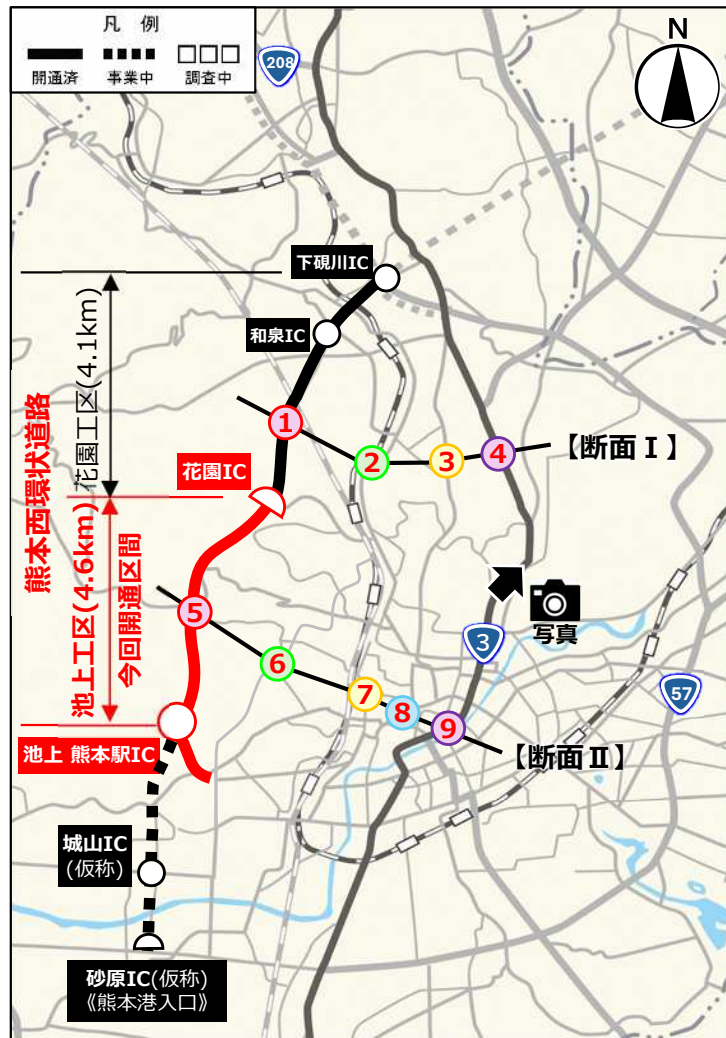 凡 例
開通済 事業中 調査中
208
N
下硯川IC
和泉IC
熊本西環状道路
花園工区(4.1km)
1
2
3
4
【断面Ⅰ】
花園IC
池上工区(4.6km)
今回開通区間
写真
5
6
7
8
9
3
57
【断面Ⅱ】
池上 熊本駅IC
城山IC
(仮称)
砂原IC(仮称)
《熊本港入口》